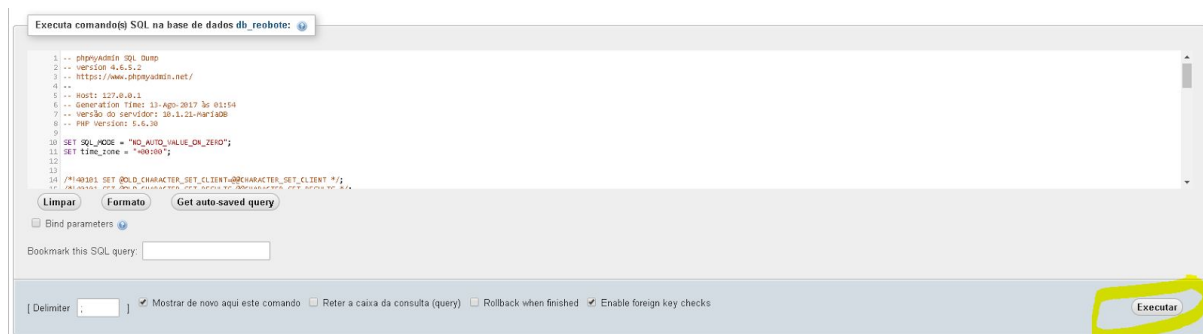 Executa comando(s) SQL na base de dados db_reobote:
1 -- phpMyAdmin SQL Dump
2 -- version 4.6.5.2
3 -- https://www.phpmyadmin.net/
4 --
5 -- Host: 127.0.0.1
6 -- Generation Time: 13-Ago-2017 às 01:54
7 -- Versão do servidor: 10.1.21-MariaDB
8 -- PHP Version: 5.6.30
9
10 SET SQL_MODE = "NO_AUTO_VALUE_ON_ZERO";
11 SET time_zone = "+00:00";
12
13
14 /*!40101 SET @OLD_CHARACTER_SET_CLIENT=@@CHARACTER_SET_CLIENT */;
15 /*!40101 SET @OLD_CHARACTER_SET_RESULTS=@@CHARACTER_SET_RESULTS */;
Limpar Formato Get auto-saved query
Bind parameters
Bookmark this SQL query:
[ Delimiter ; ] Mostrar de novo aqui este comando Reter a caixa da consulta (query) Rollback when finished Enable foreign key checks Executar